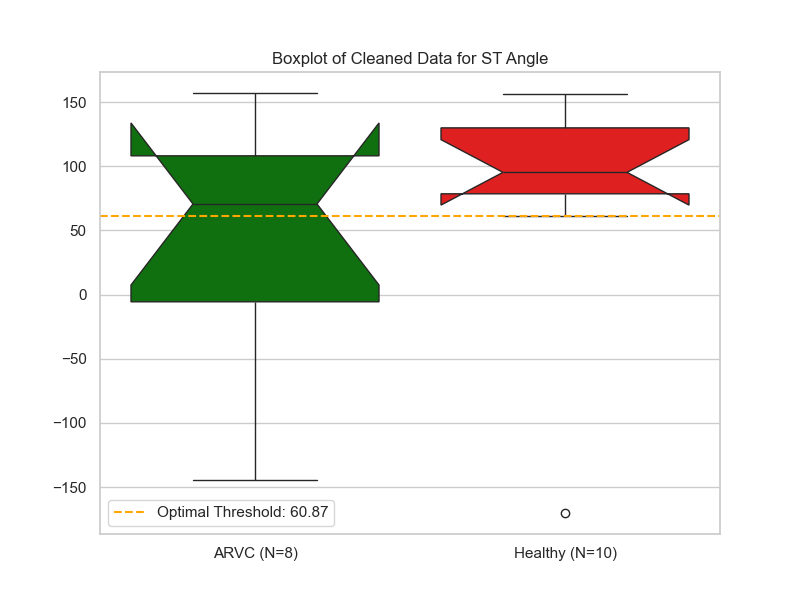 Boxplot of Cleaned Data for ST Angle
150
100
50
0
−50
−100
−150
Optimal Threshold: 60.87
ARVC (N=8)
Healthy (N=10)